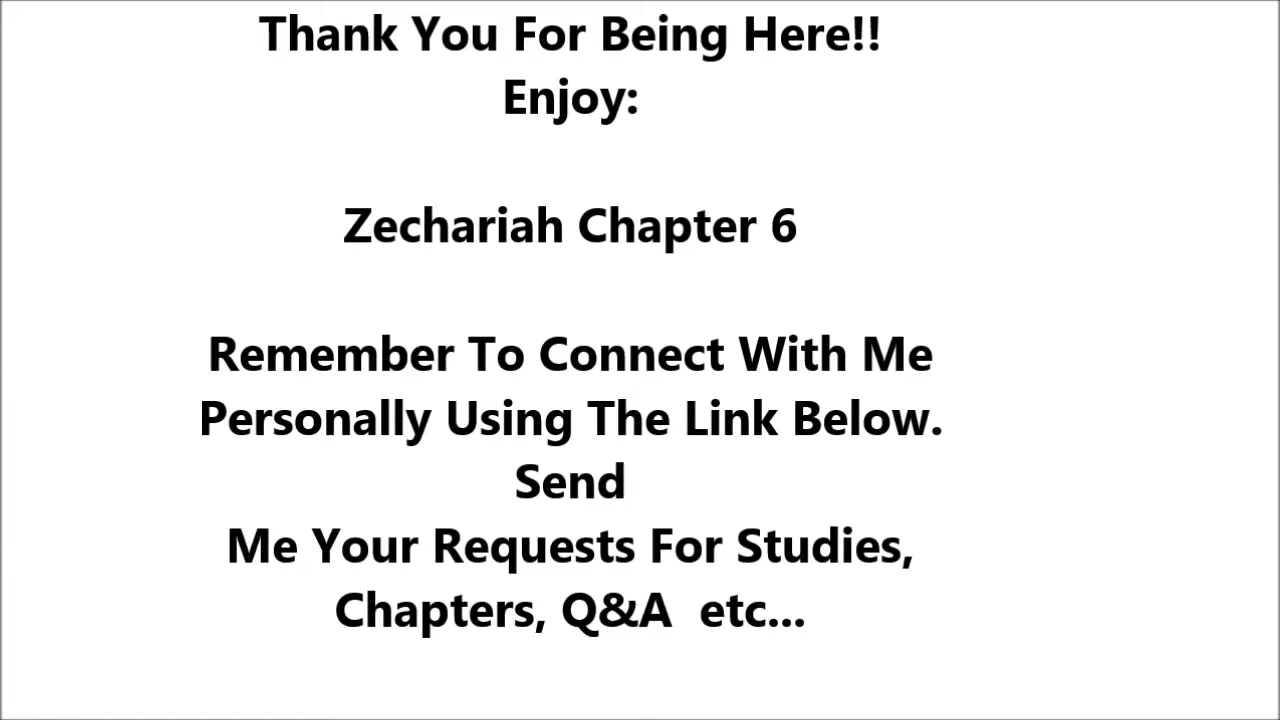 Thank You For Being Here!!
Enjoy:
Zechariah Chapter 6
Remember To Connect With Me
Personally Using The Link Below.
Send
Me Your Requests For Studies,
Chapters, Q&A  etc...